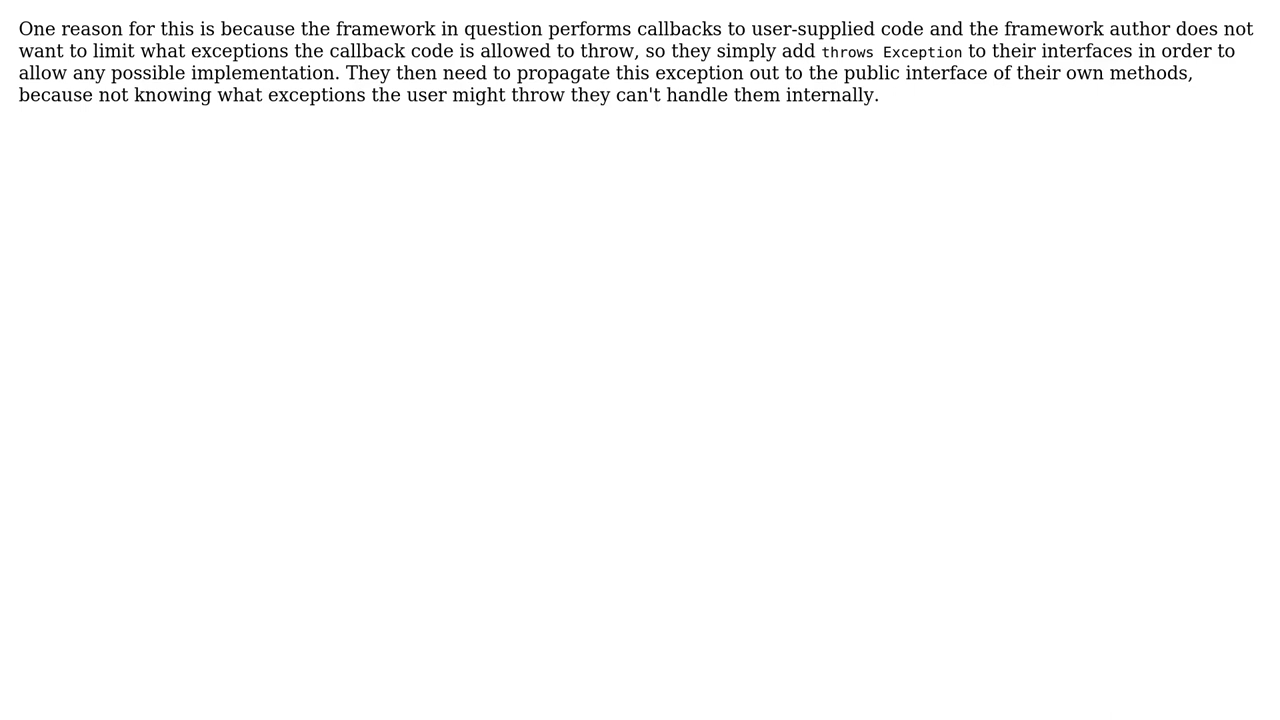 One reason for this is because the framework in question performs callbacks to user-supplied code and the framework author does not
want to limit what exceptions the callback code is allowed to throw, so they simply add throws Exception to their interfaces in order to
allow any possible implementation. They then need to propagate this exception out to the public interface of their own methods,
because not knowing what exceptions the user might throw they can't handle them internally.